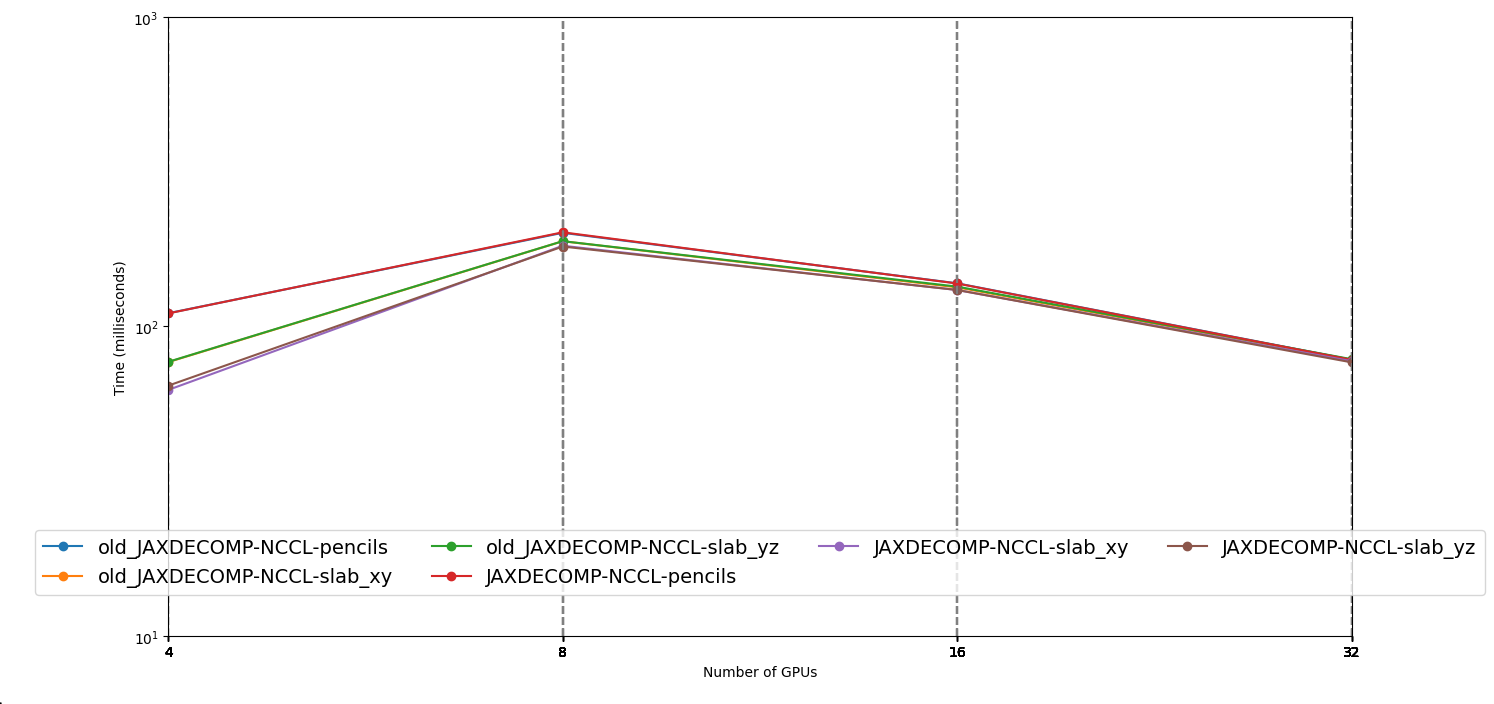 10³
10²
10¹
Time (milliseconds)
old_JAXDECOMP-NCCL-pencils
old_JAXDECOMP-NCCL-slab_xy
old_JAXDECOMP-NCCL-slab_yz
JAXDECOMP-NCCL-pencils
JAXDECOMP-NCCL-slab_xy
JAXDECOMP-NCCL-slab_yz
4 8 16 32
Number of GPUs